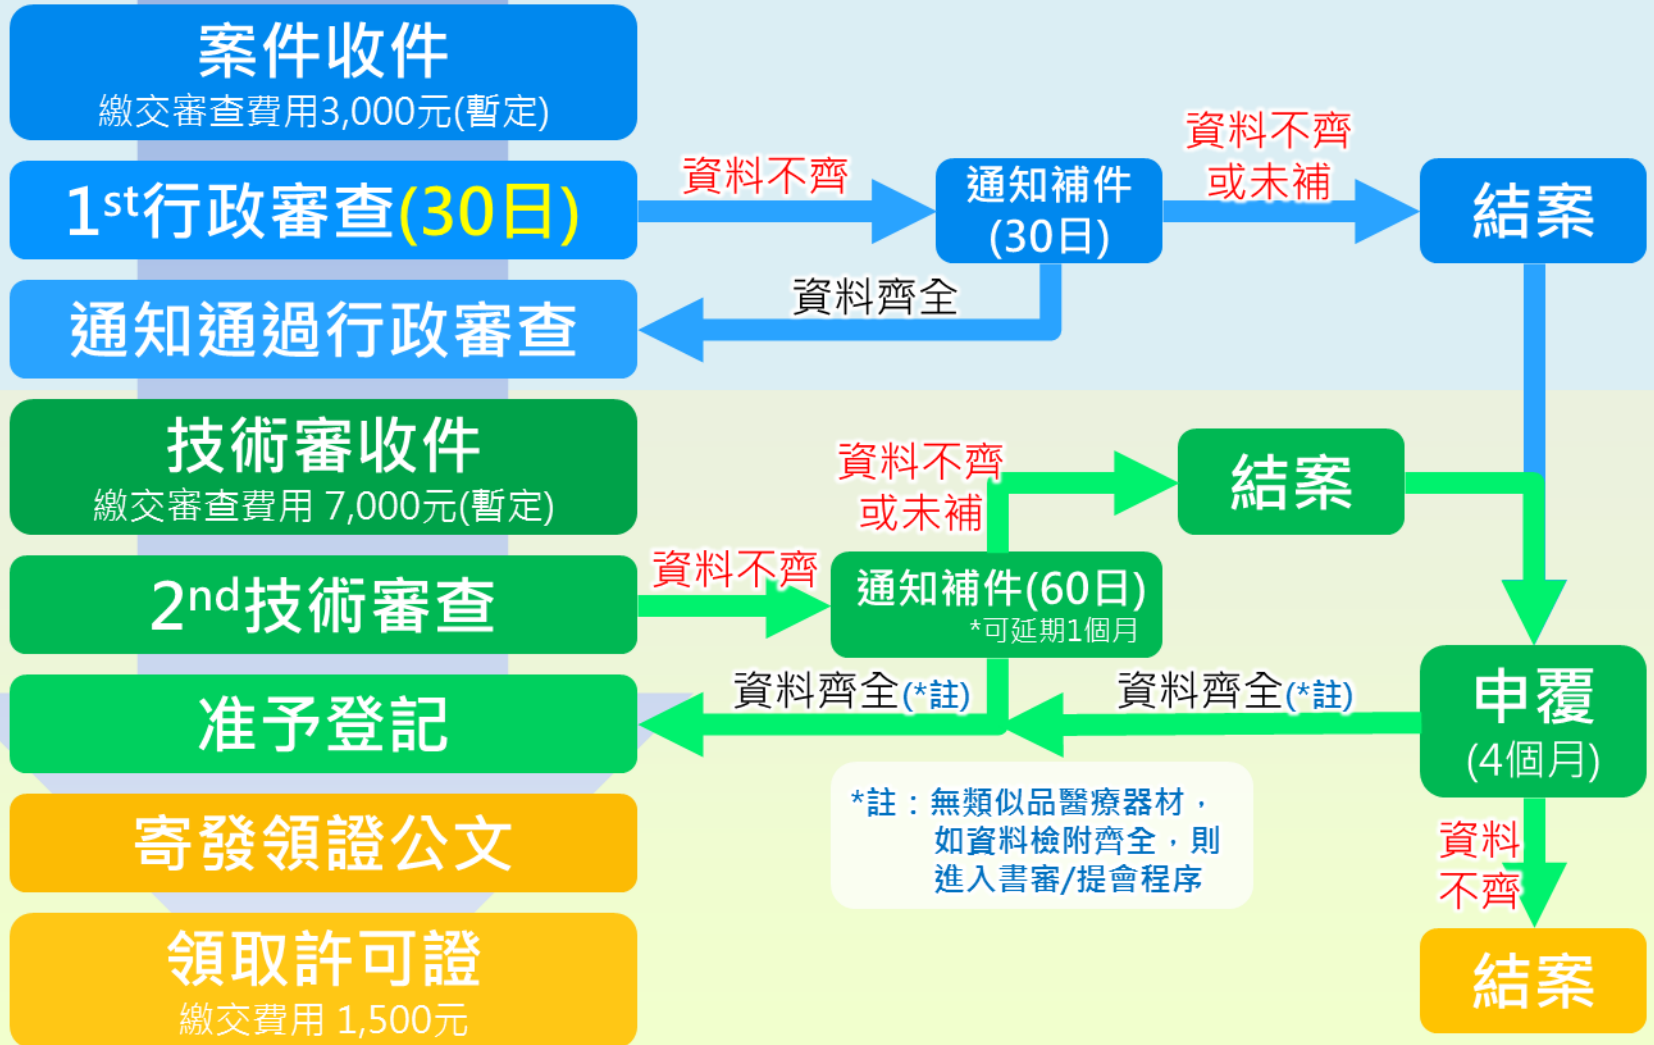 案件收件
繳交審查費用3,000元(暫定)
1st行政審查(30日)
資料不齊
通知補件
(30日)
資料不齊
或未補
結案
資料齊全
通知通過行政審查
技術審收件
繳交審查費用 7,000元(暫定)
資料不齊
或未補
結案
2nd技術審查
資料不齊
通知補件(60日)
*可延期1個月
准予登記
資料齊全(*註)
資料齊全(*註)
申覆
(4個月)
*註：無類似品醫療器材，
如資料檢附齊全，則
進入書審/提會程序
資料
不齊
結案
寄發領證公文
領取許可證
繳交費用 1,500元